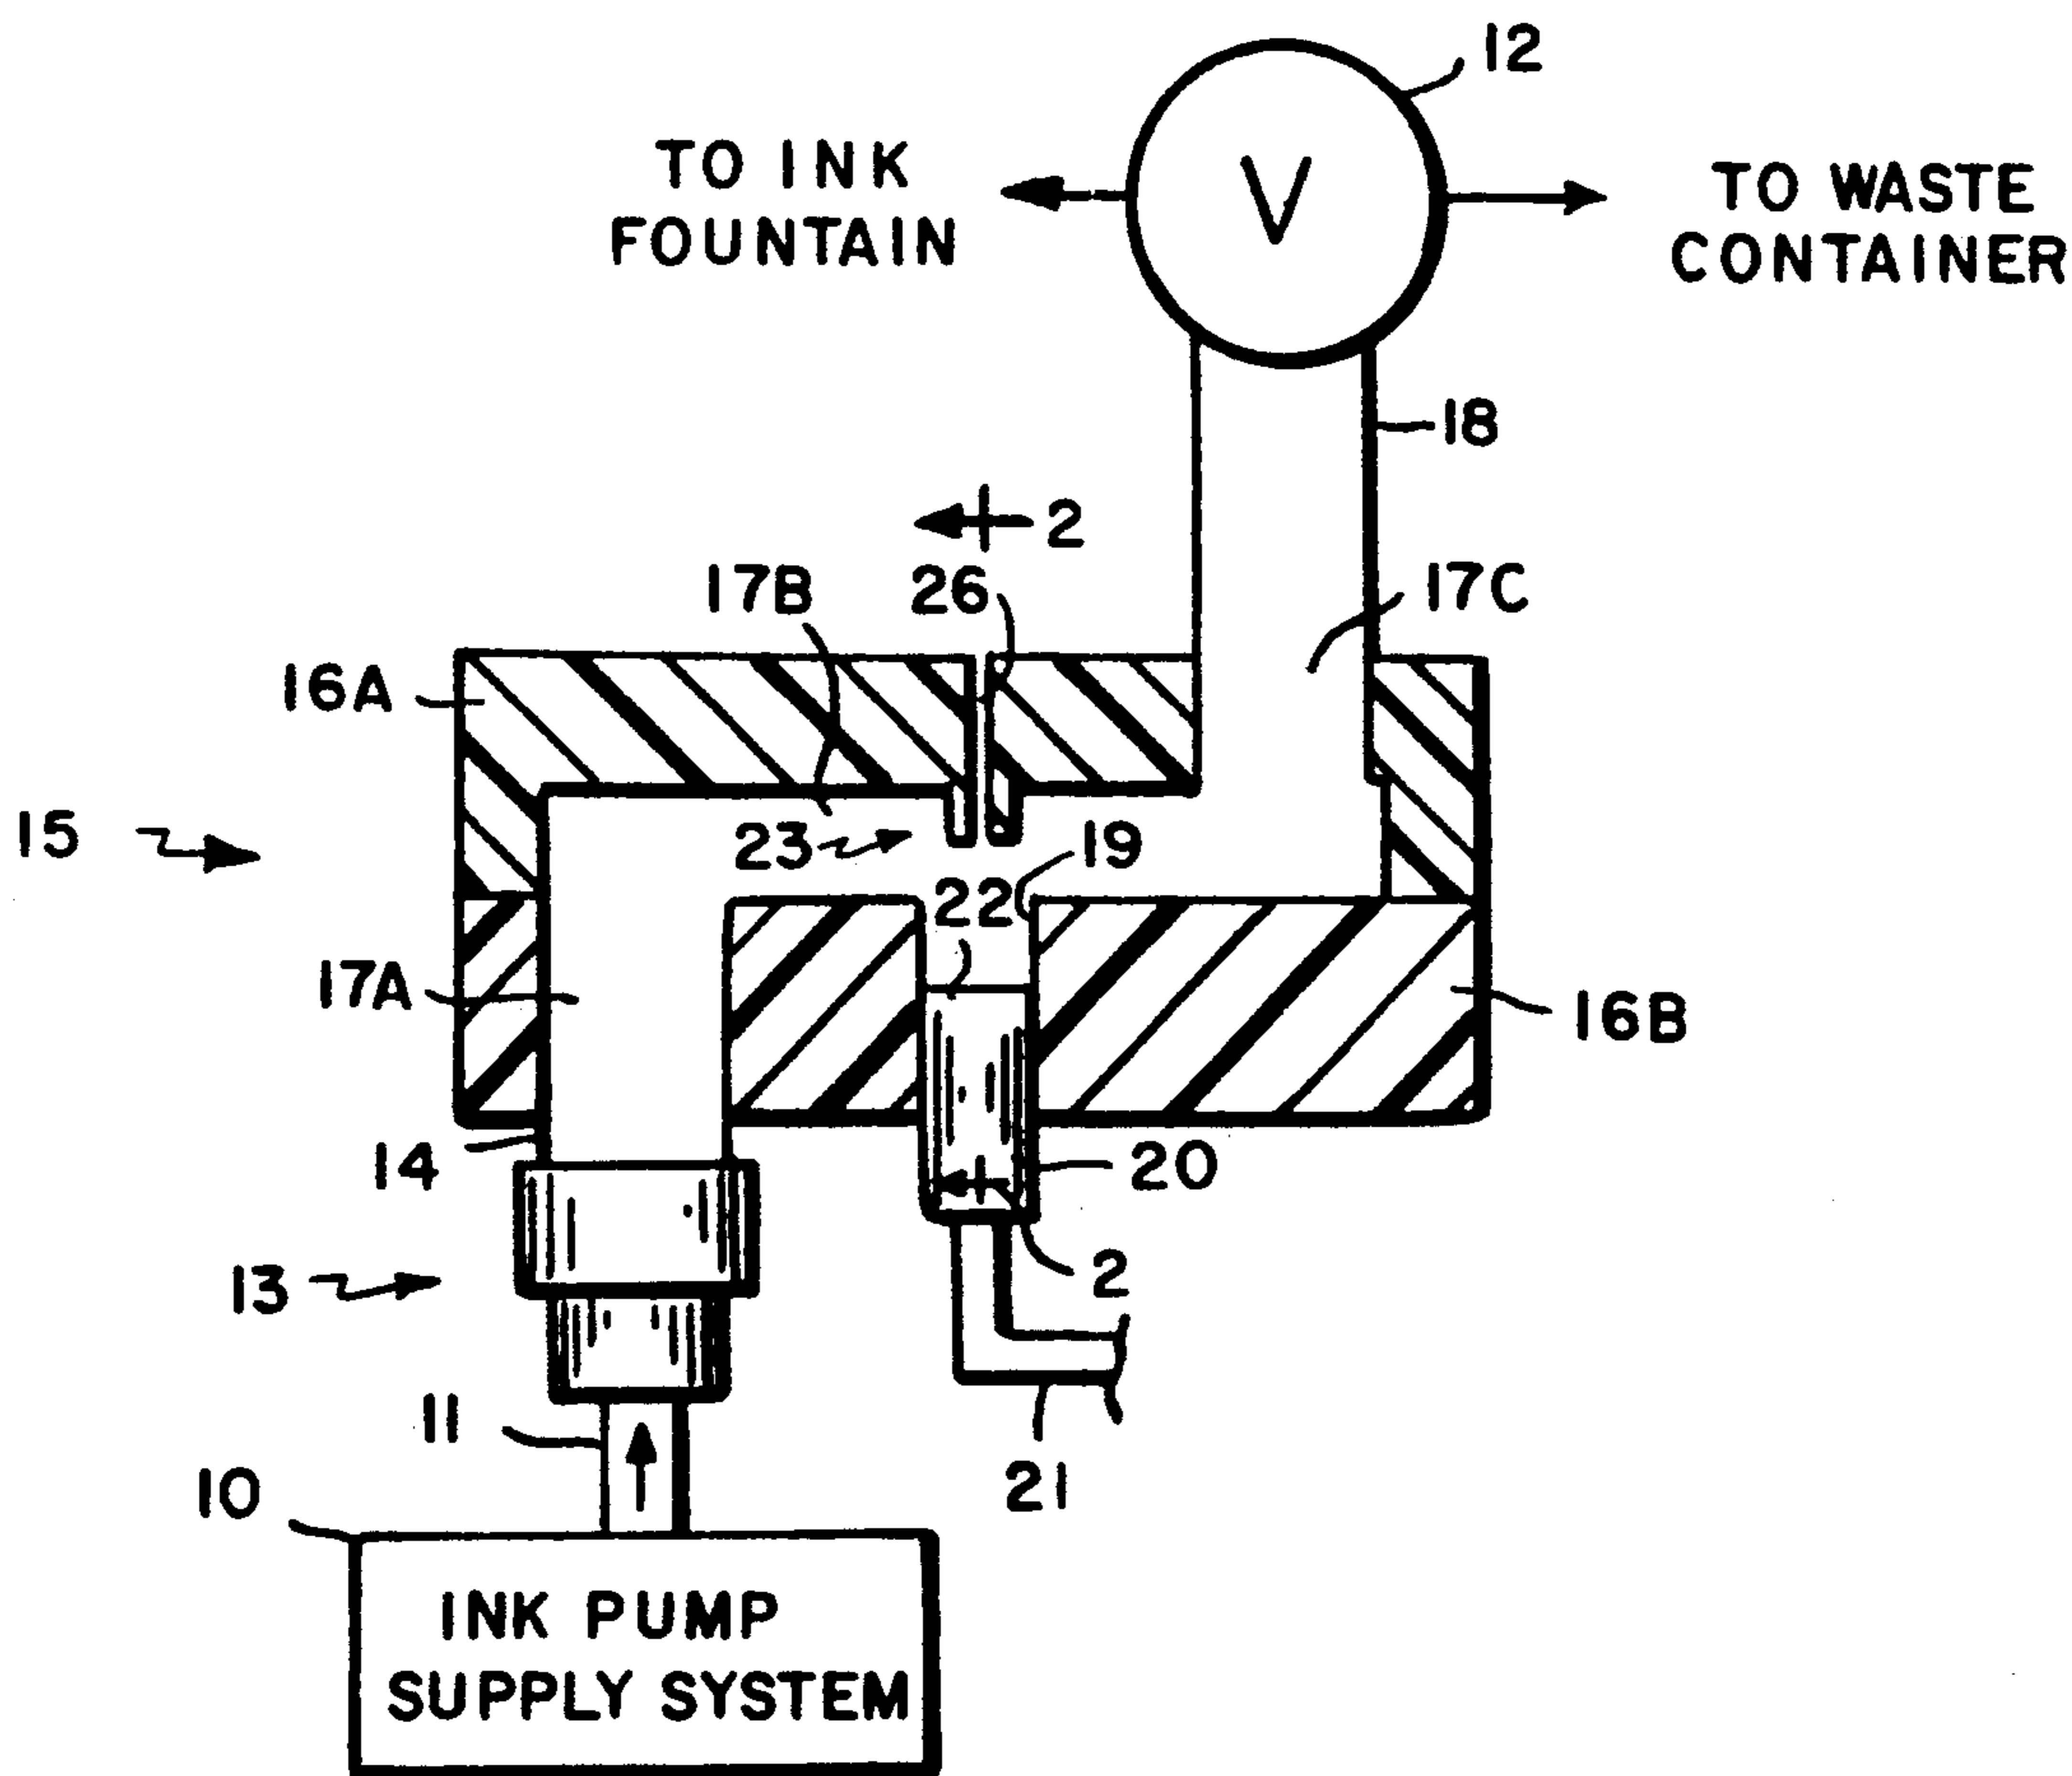 12
TO INK
FOUNTAIN
V
TO WASTE
CONTAINER
18
2
17B
26
17C
16A
15
23
19
22
17A
16B
14
20
13
2
11
21
10
INK PUMP
SUPPLY SYSTEM